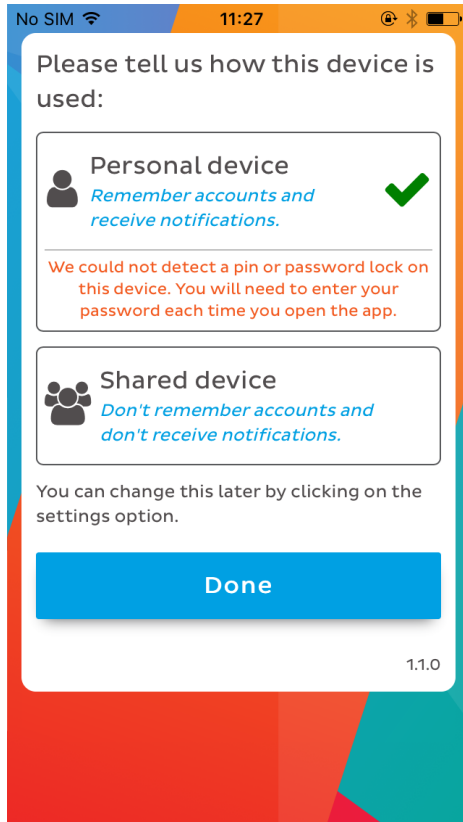 No SIM 11:27
Please tell us how this device is
used:
Personal device
Remember accounts and
receive notifications.
We could not detect a pin or password lock on
this device. You will need to enter your
password each time you open the app.
Shared device
Don't remember accounts and
don't receive notifications.
You can change this later by clicking on the
settings option.
Done
1.1.0